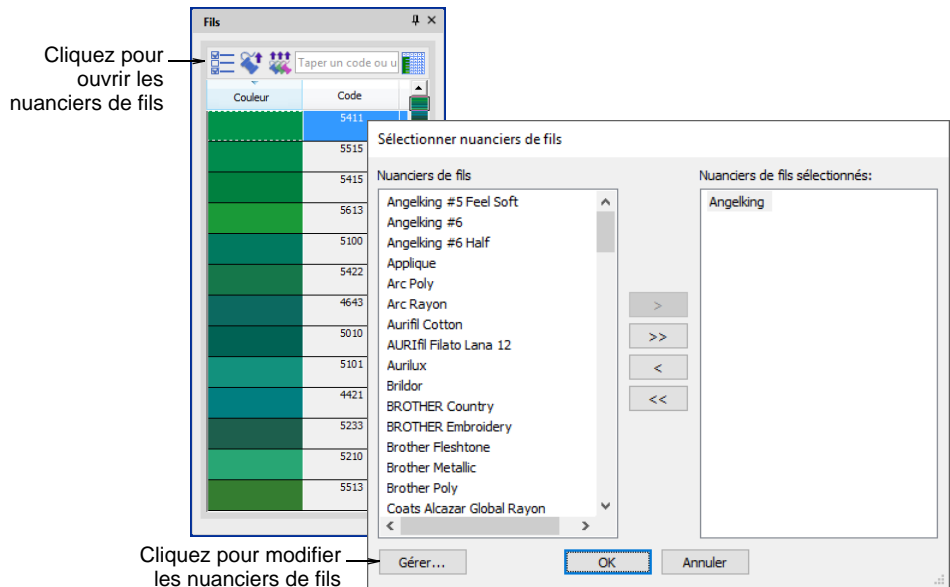 Fils
Cliquez pour
ouvrir les
nuanciers de fils
Taper un code ou u
Couleur Code
5411
5515
5415
5613
5100
5422
4643
5010
5101
4421
5233
5210
5513
Sélectionner nuanciers de fils
Nuanciers de fils
Angelking #5 Feel Soft
Angelking #6
Angelking #6 Half
Applique
Arc Poly
Arc Rayon
Aurifil Cotton
AURIfil Filato Lana 12
Aurilux
Brildor
BROTHER Country
BROTHER Embroidery
Brother Fleshtone
Brother Metallic
Brother Poly
Coats Alcazar Global Rayon
>
>>
<
<<
Nuanciers de fils sélectionnés:
Angelking
Cliquez pour modifier
les nuanciers de fils
Gérer... OK Annuler